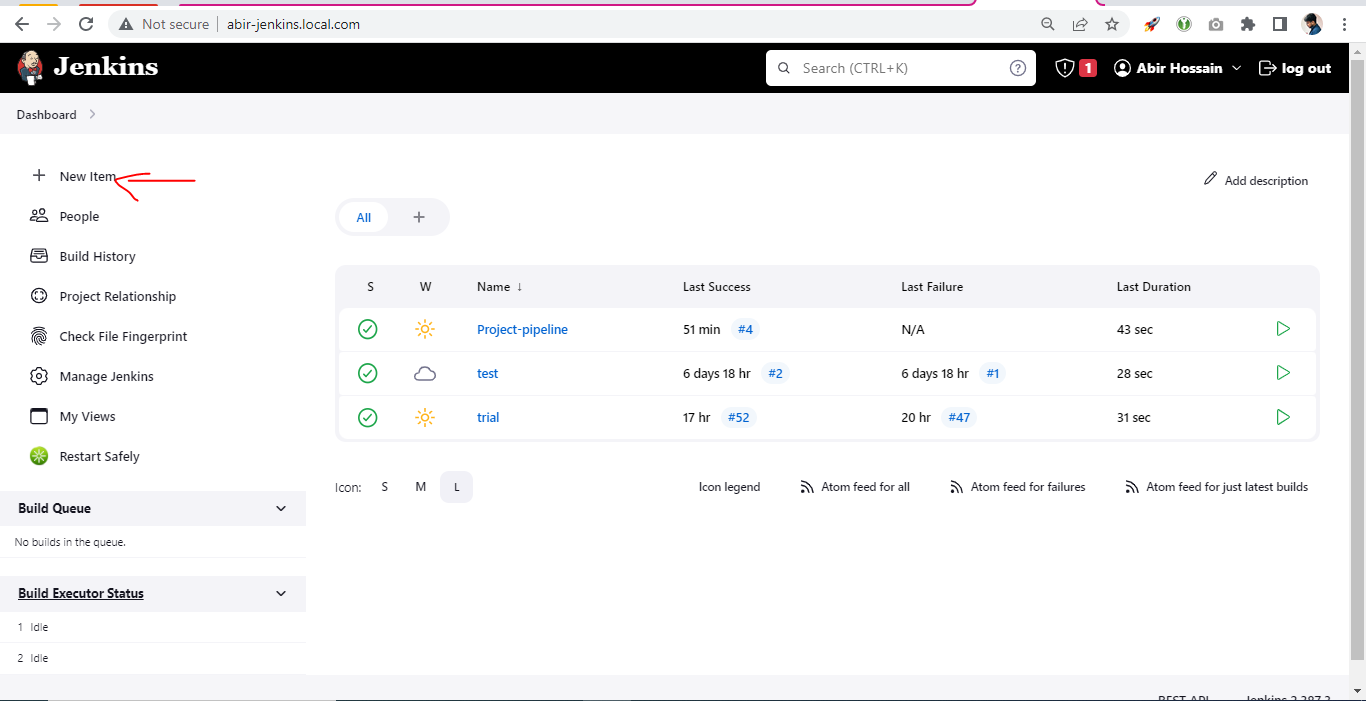 Not secure | abir-jenkins.local.com
Jenkins
Search (CTRL+K)
1
Abir Hossain
log out
Dashboard
New Item
People
Build History
Project Relationship
Check File Fingerprint
Manage Jenkins
My Views
Restart Safely
Build Queue
No builds in the queue.
Build Executor Status
1 Idle
2 Idle
Add description
All +
S W Name ↓ Last Success Last Failure Last Duration
Project-pipeline 51 min #4 N/A 43 sec
test 6 days 18 hr #2 6 days 18 hr #1 28 sec
trial 17 hr #52 20 hr #47 31 sec
Icon: S M L
Icon legend Atom feed for all Atom feed for failures Atom feed for just latest builds
REST API Jenkins 2.387.3